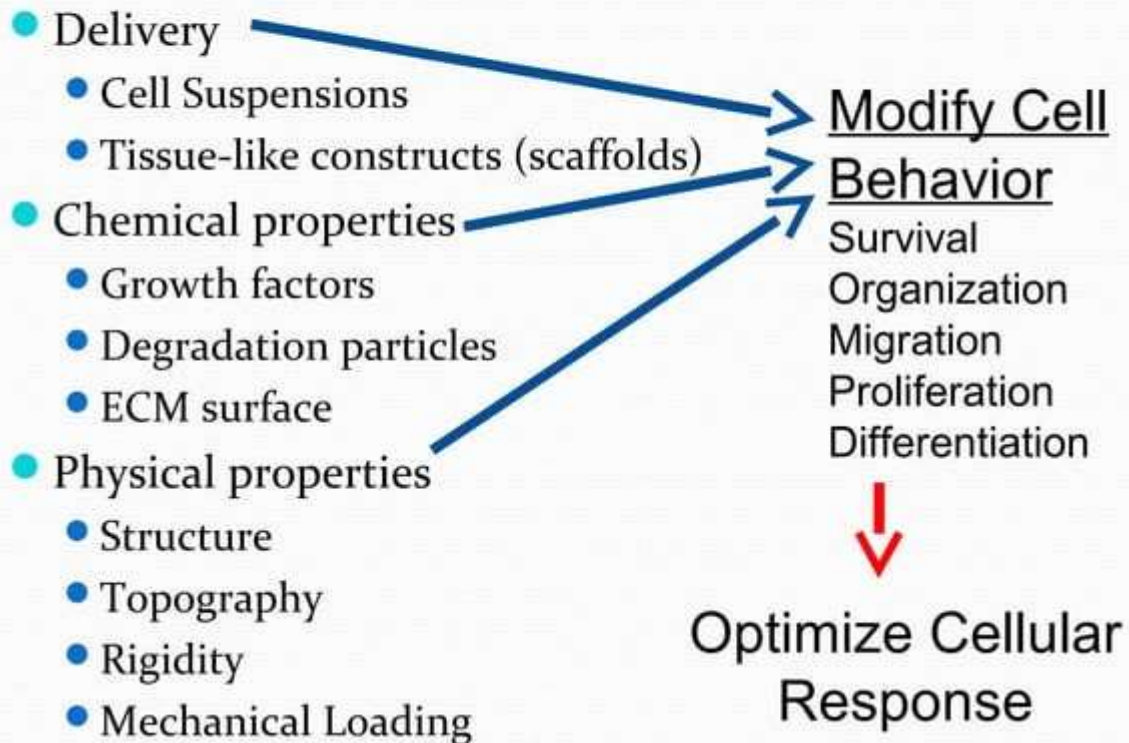 Delivery
Cell Suspensions
Tissue-like constructs (scaffolds)
Chemical properties
Growth factors
Degradation particles
ECM surface
Physical properties
Structure
Topography
Rigidity
Mechanical Loading
Modify Cell
Behavior
Survival
Organization
Migration
Proliferation
Differentiation
Optimize Cellular
Response